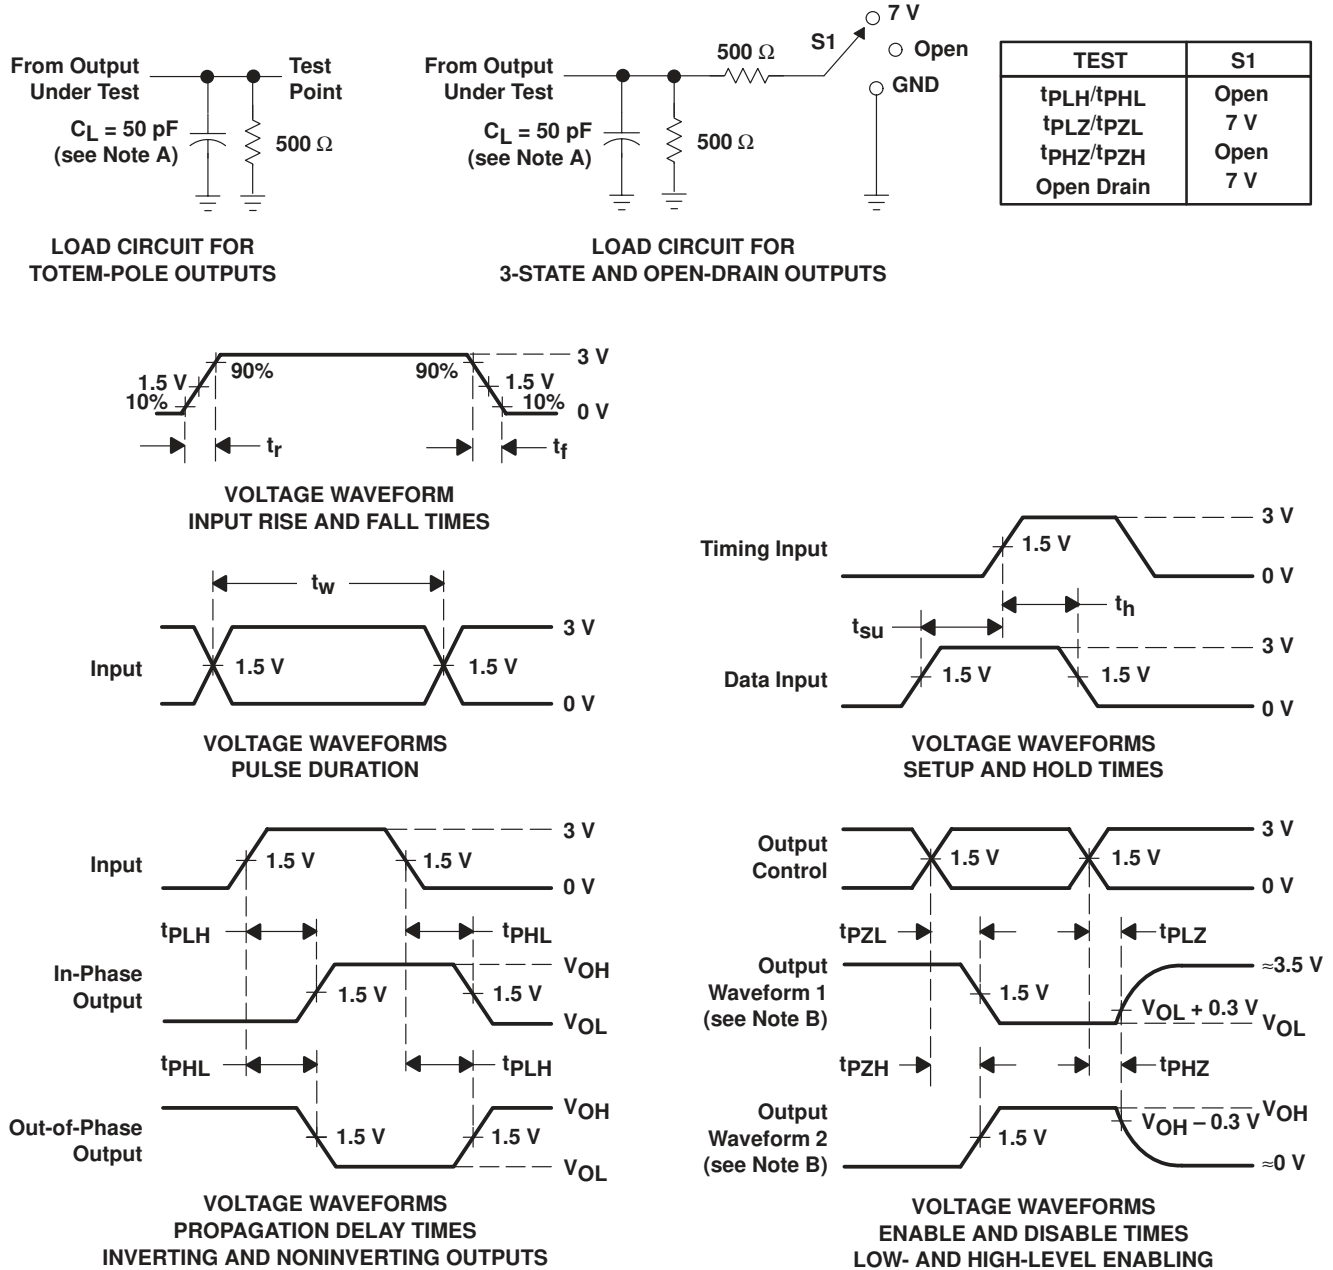 From Output
Under Test
Test
Point
CL = 50 pF
(see Note A)
500 Ω
LOAD CIRCUIT FOR
TOTEM-POLE OUTPUTS
From Output
Under Test
CL = 50 pF
(see Note A)
500 Ω
500 Ω
S1
7 V
Open
GND
LOAD CIRCUIT FOR
3-STATE AND OPEN-DRAIN OUTPUTS
TEST S1
tPLH/tPHL Open
tPLZ/tPZL 7 V
tPHZ/tPZH Open
Open Drain 7 V
3 V
90% 90%
1.5 V 1.5 V
10% 10%
0 V
tr tf
VOLTAGE WAVEFORM
INPUT RISE AND FALL TIMES
tw
3 V
Input 1.5 V 1.5 V
0 V
VOLTAGE WAVEFORMS
PULSE DURATION
3 V
Timing Input 1.5 V
0 V
th
tsu
3 V
Data Input 1.5 V 1.5 V
0 V
VOLTAGE WAVEFORMS
SETUP AND HOLD TIMES
3 V
Input 1.5 V 1.5 V
0 V
tPLH tPHL
In-Phase
Output
VOH
1.5 V 1.5 V
VOL
tPHL tPLH
Out-of-Phase
Output
VOH
1.5 V 1.5 V
VOL
VOLTAGE WAVEFORMS
PROPAGATION DELAY TIMES
INVERTING AND NONINVERTING OUTPUTS
Output
Control
3 V
1.5 V 1.5 V
0 V
tPZL tPLZ
Output
Waveform 1
(see Note B)
≈3.5 V
1.5 V
VOL + 0.3 V
VOL
tPZH tPHZ
Output
Waveform 2
(see Note B)
VOH
1.5 V
VOH – 0.3 V
≈0 V
VOLTAGE WAVEFORMS
ENABLE AND DISABLE TIMES
LOW- AND HIGH-LEVEL ENABLING